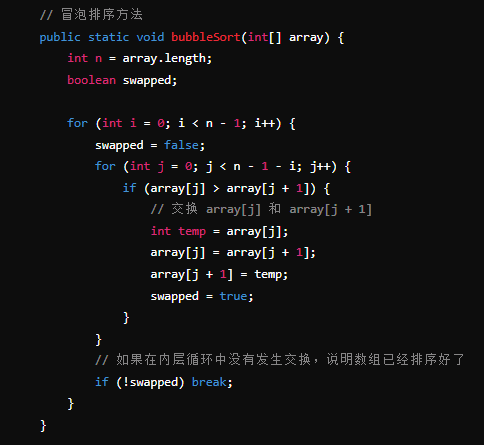 // 冒泡排序方法
public static void bubbleSort(int[] array) {
    int n = array.length;
    boolean swapped;

    for (int i = 0; i < n - 1; i++) {
        swapped = false;
        for (int j = 0; j < n - 1 - i; j++) {
            if (array[j] > array[j + 1]) {
                // 交换 array[j] 和 array[j + 1]
                int temp = array[j];
                array[j] = array[j + 1];
                array[j + 1] = temp;
                swapped = true;
            }
        }
        // 如果在内层循环中没有发生交换，说明数组已经排序好了
        if (!swapped) break;
    }
}